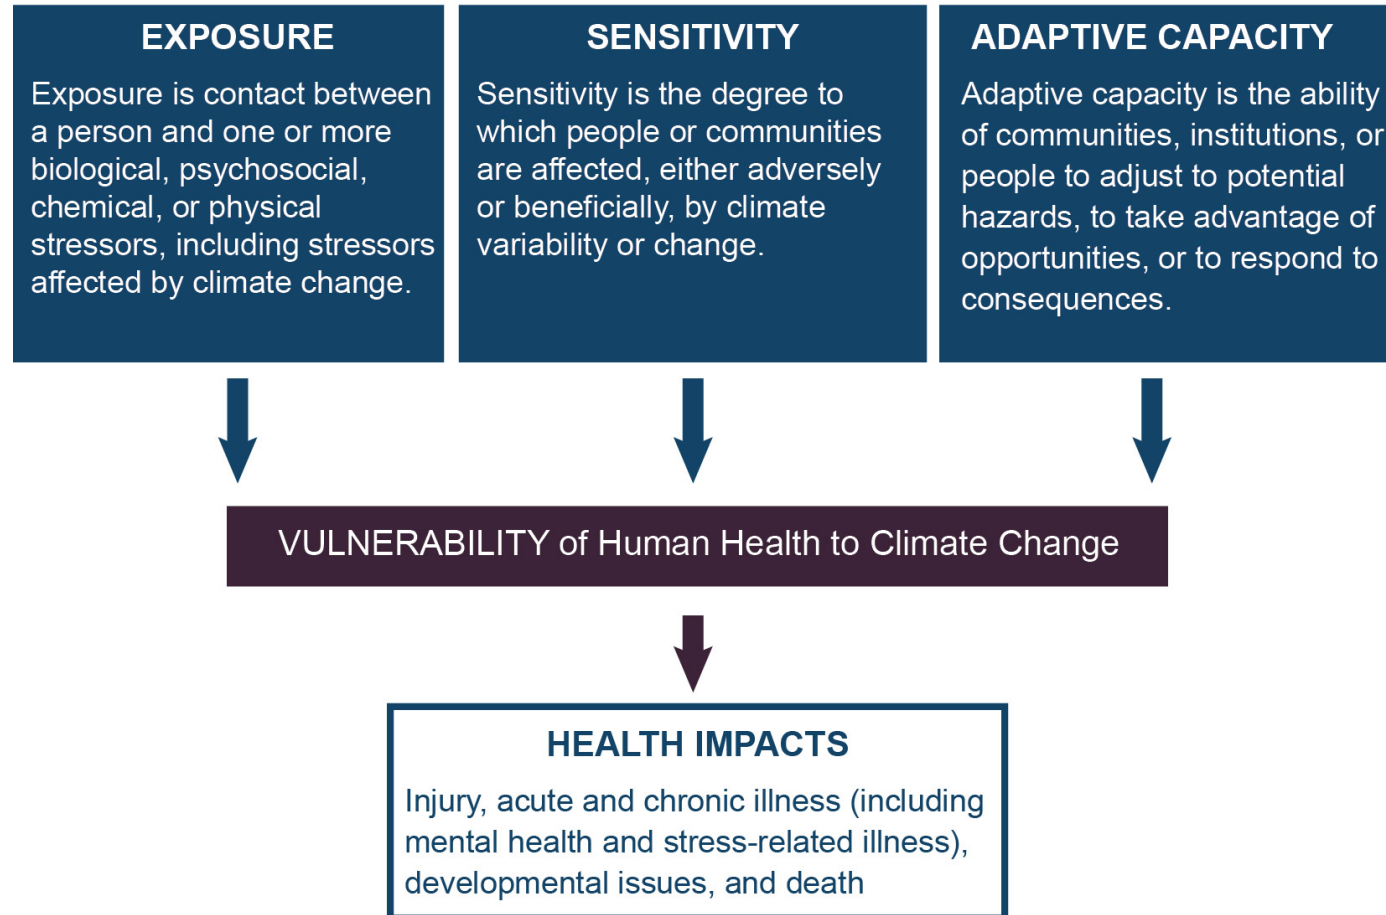 EXPOSURE
Exposure is contact between
a person and one or more
biological, psychosocial,
chemical, or physical
stressors, including stressors
affected by climate change.
SENSITIVITY
Sensitivity is the degree to
which people or communities
are affected, either adversely
or beneficially, by climate
variability or change.
ADAPTIVE CAPACITY
Adaptive capacity is the ability
of communities, institutions, or
people to adjust to potential
hazards, to take advantage of
opportunities, or to respond to
consequences.
VULNERABILITY of Human Health to Climate Change
HEALTH IMPACTS
Injury, acute and chronic illness (including
mental health and stress-related illness),
developmental issues, and death